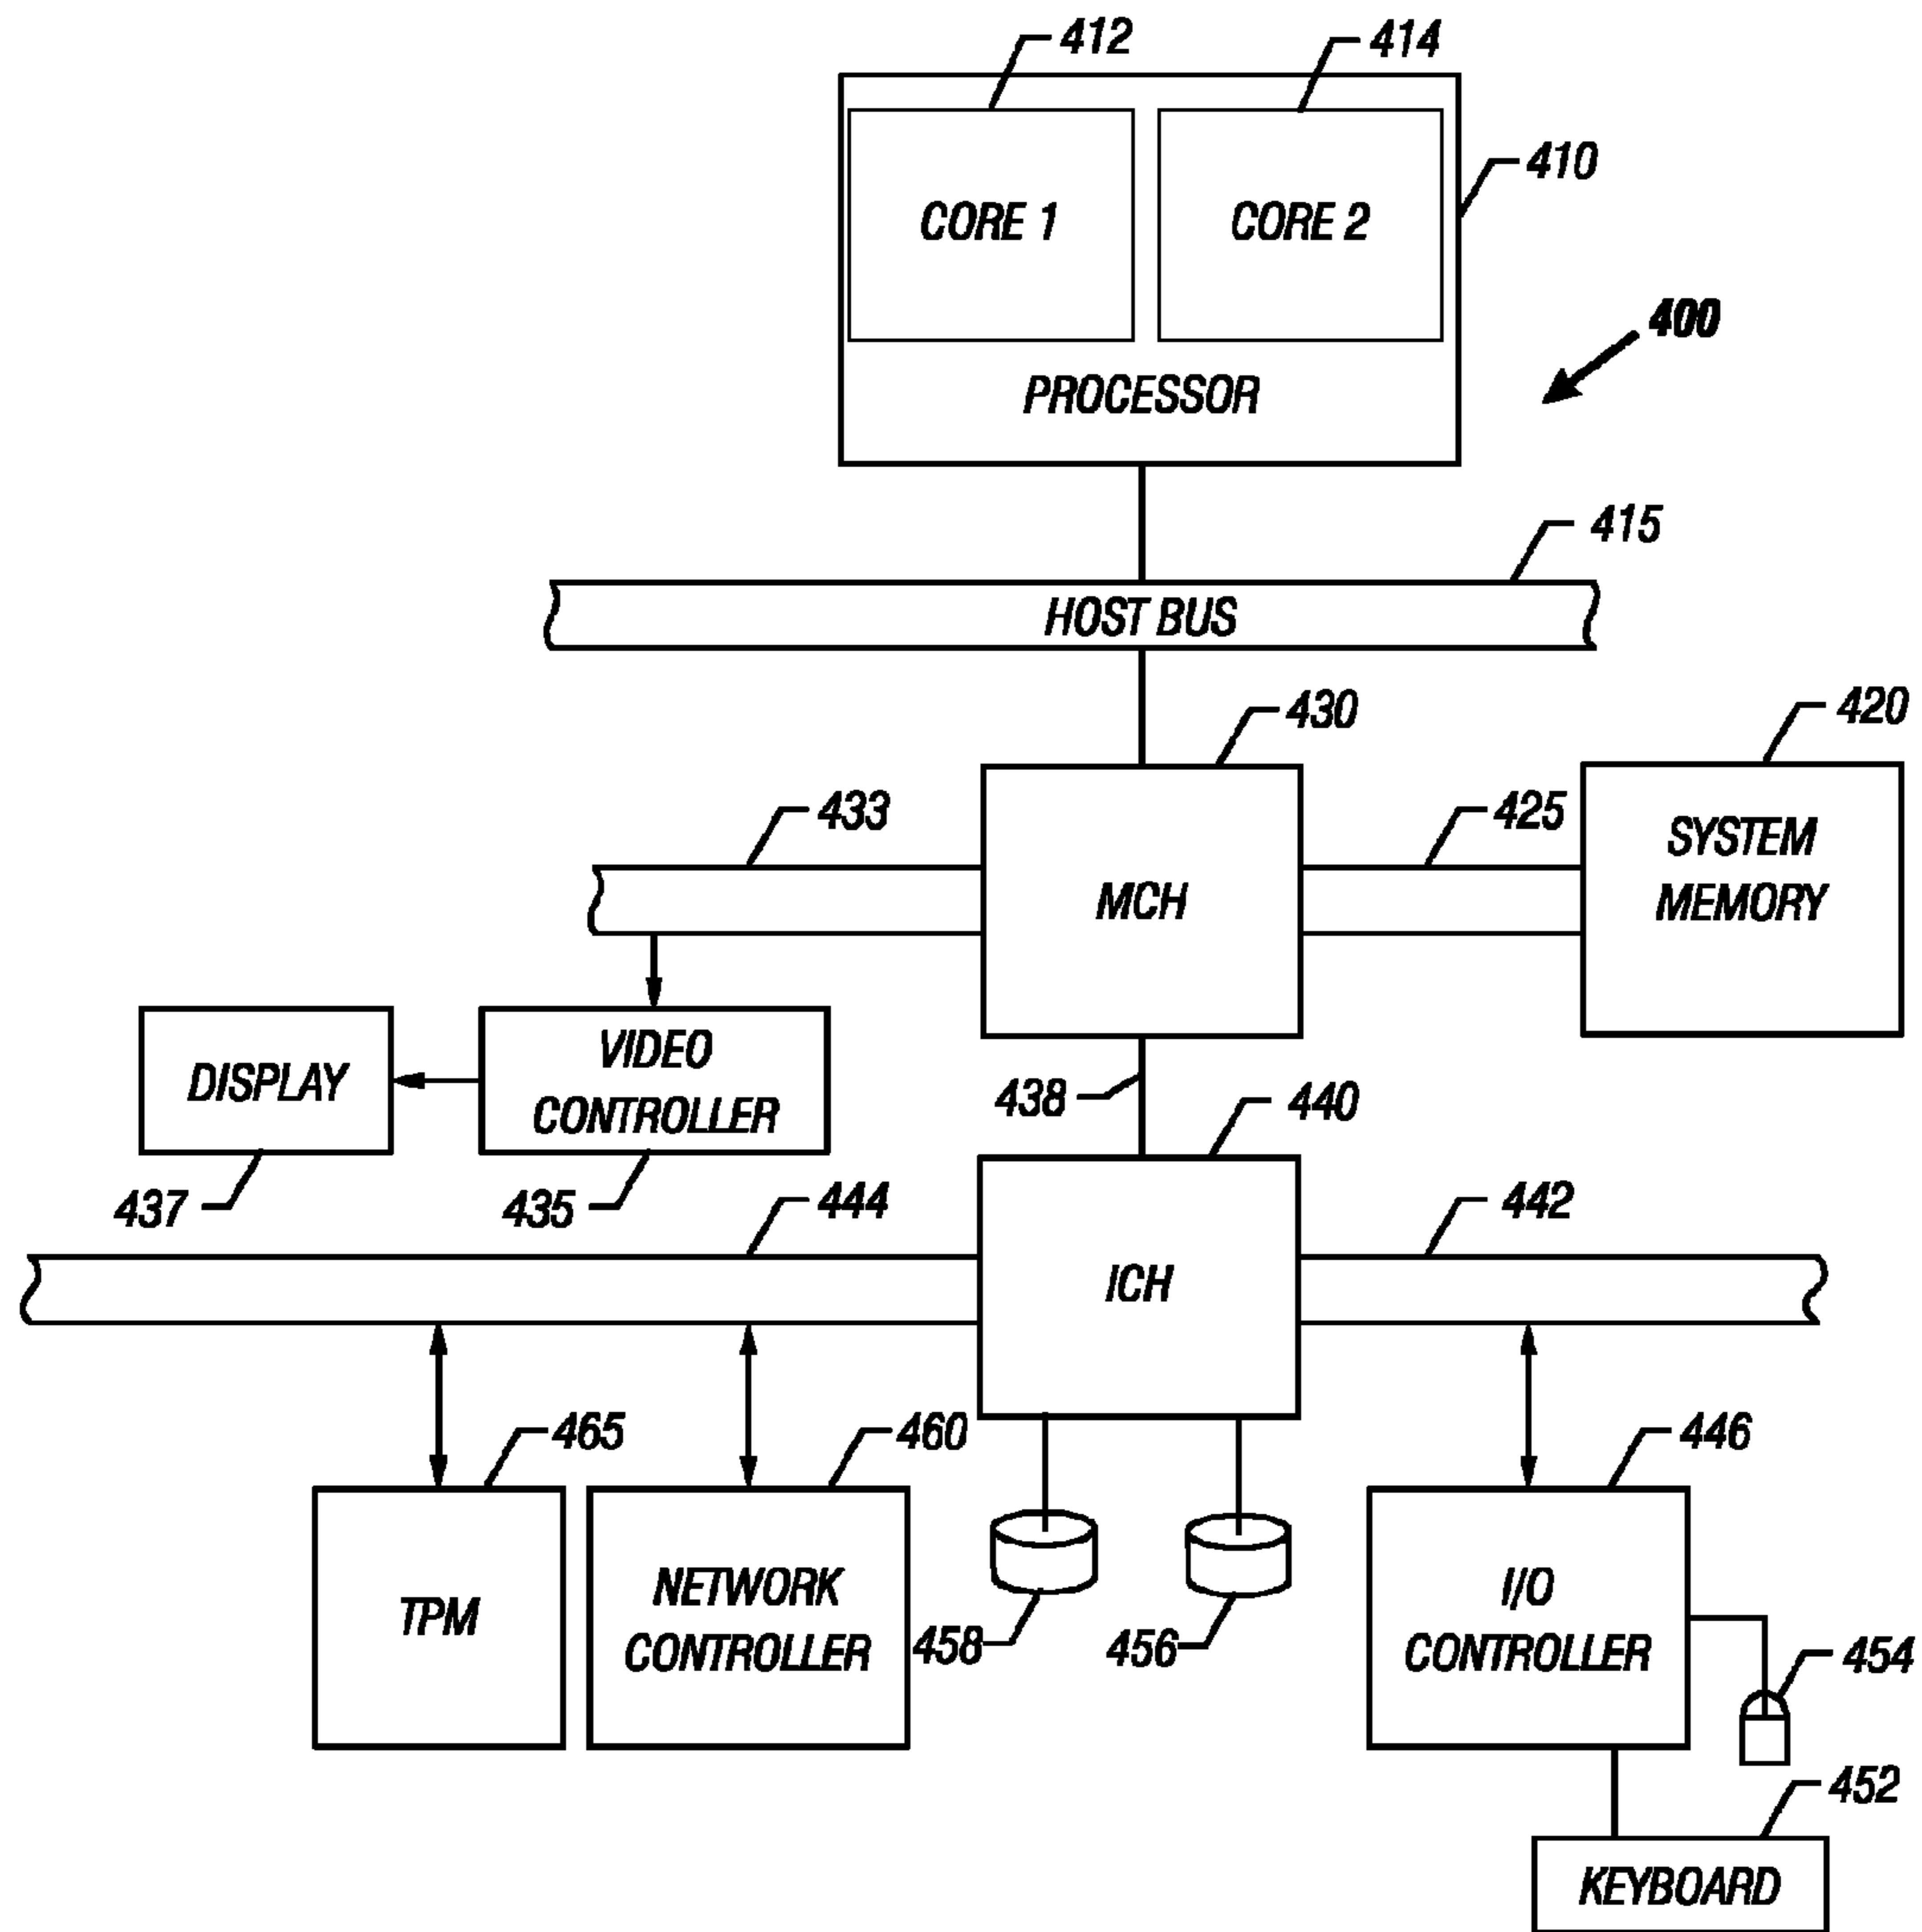 412
414
CORE 1
CORE 2
410
400
PROCESSOR
415
HOST BUS
430
420
433
425
SYSTEM
MEMORY
MCH
VIDEO
CONTROLLER
DISPLAY
438
440
437
435
444
442
ICH
465
460
446
TPM
NETWORK
CONTROLLER
458
456
I/O
CONTROLLER
454
452
KEYBOARD